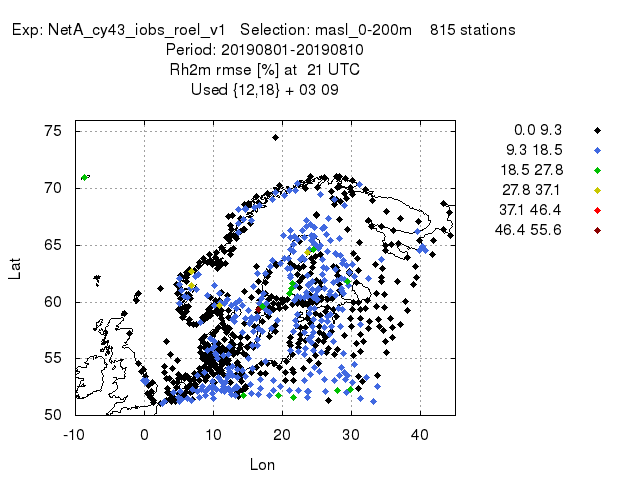 Exp: NetA_cy43_iobs_roel_v1 Selection: masl_0-200m 815 stations
Period: 20190801-20190810
Rh2m rmse [%] at 21 UTC
Used {12,18} + 03 09
0.0 9.3
9.3 18.5
18.5 27.8
27.8 37.1
37.1 46.4
46.4 55.6
75
70
65
60
55
50
Lat
-10 0 10 20 30 40
Lon